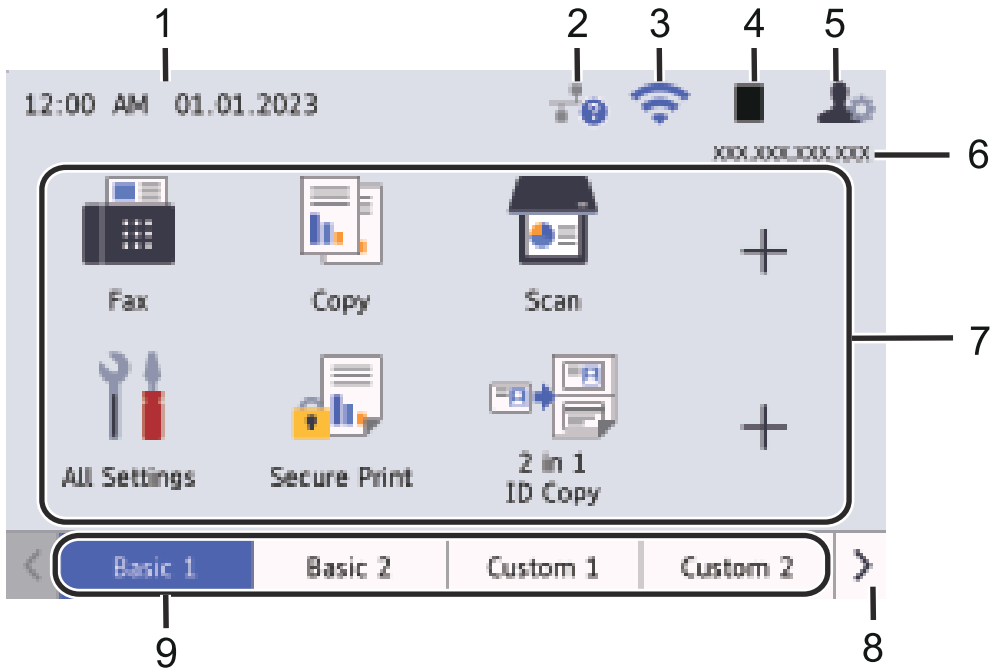 1 2 3 4 5
12:00 AM 01.01.2023
XXX.XXX.XXX.XXX 6
Fax Copy Scan
7
All Settings Secure Print 2 in 1
ID Copy
Basic 1 Basic 2 Custom 1 Custom 2
9 8